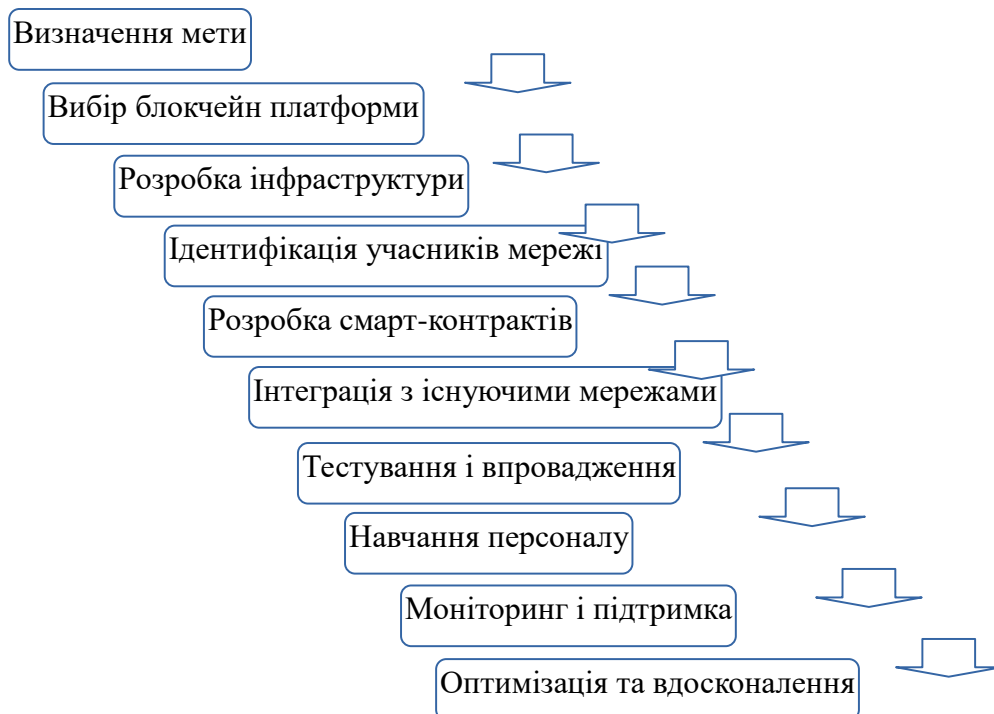 Визначення мети
Вибір блокчейн платформи
Розробка інфраструктури
Ідентифікація учасників мережі
Розробка смарт-контрактів
Інтеграція з існуючими мережами
Тестування і впровадження
Навчання персоналу
Моніторинг і підтримка
Оптимізація та вдосконалення